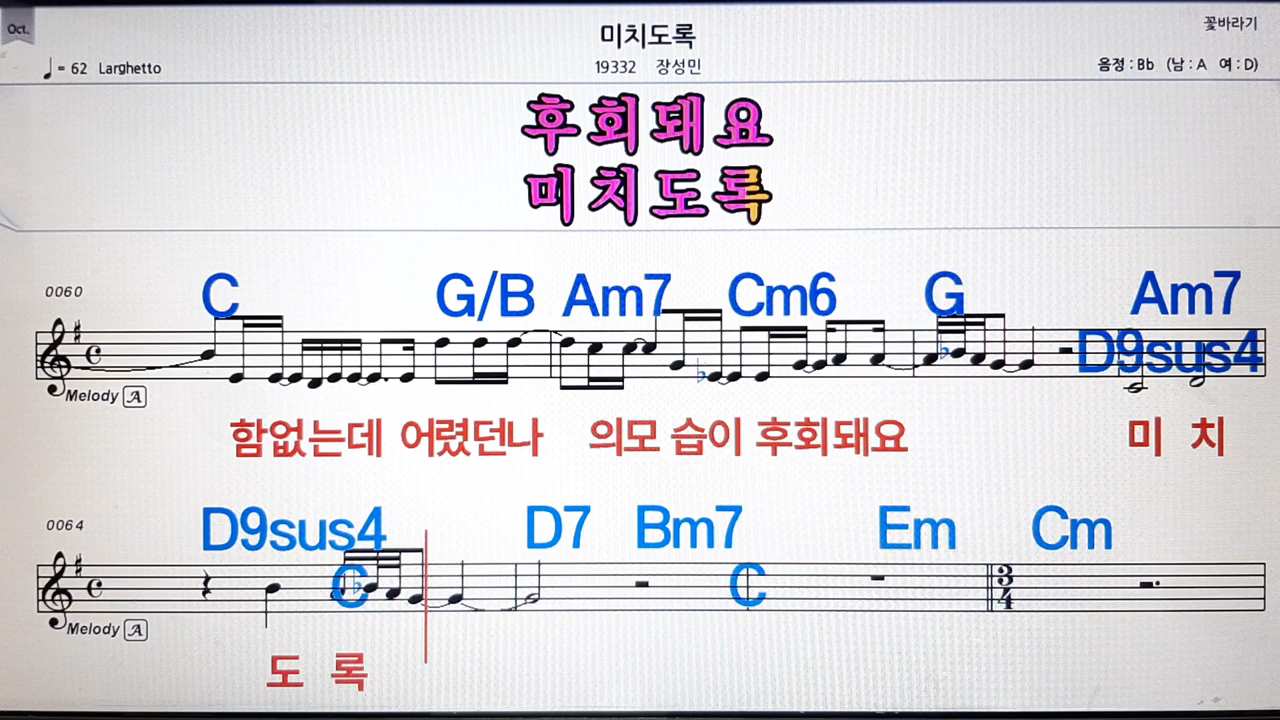 Oct.
미치도록
꽃바라기
♩= 62 Larghetto
19332 장성민
음정 : Bb (남 : A 여 : D)
후회돼요
미치도록
0060
C G/B Am7 Cm6 G Am7
D9sus4
Melody A
함없는데 어렸던나 의모 습이 후회돼요 미 치
0064
D9sus4 D7 Bm7 Em Cm
C C
3
4
Melody A
도 록